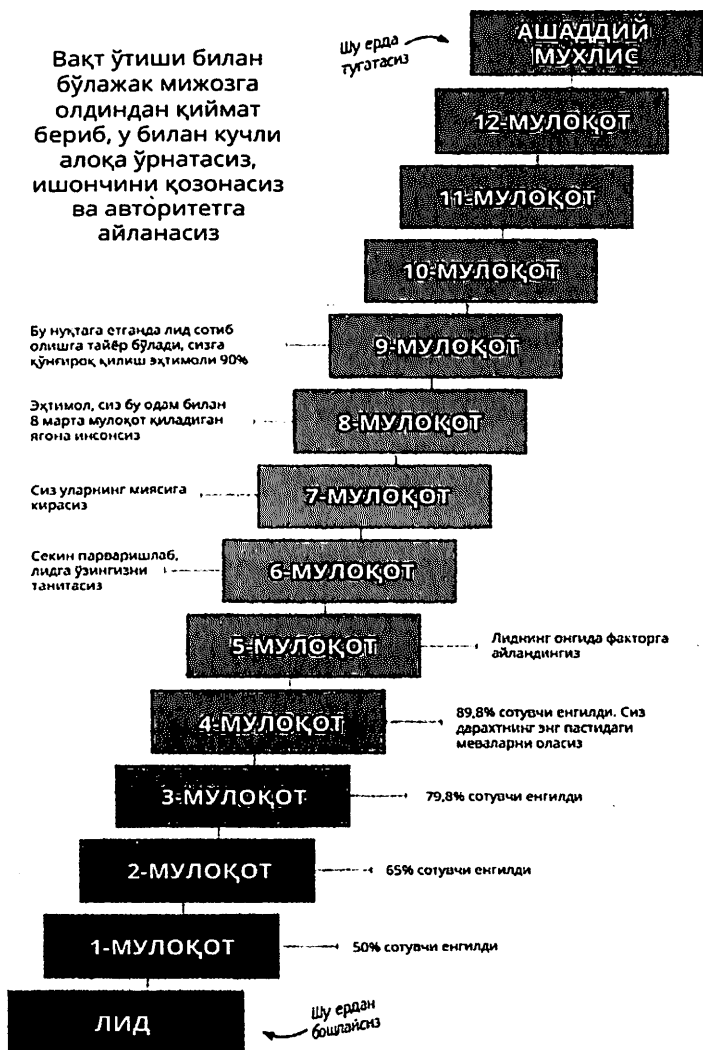 Вақт ўтиши билан
бўлажак мижозга
олдиндан қиймат
бериб, у билан кучли
алоқа ўрнатасиз,
ишончини қозонасиз
ва авторитетга
айланасиз
Шу ерда
тугатасиз
АШАДДИЙ
МУХЛИС
12-МУЛОҚОТ
11-МУЛОҚОТ
10-МУЛОҚОТ
Бу нуқтага етганда лид сотиб
олишга тайёр бўлади, сизга
қўнғироқ қилиш эҳтимоли 90%
9-МУЛОҚОТ
Эҳтимол, сиз бу одам билан
8 марта мулоқот қиладиган
ягона инсонсиз
8-МУЛОҚОТ
Сиз уларнинг миясига
кирасиз
7-МУЛОҚОТ
Секин парваришлаб,
лидга ўзингизни
танитасиз
6-МУЛОҚОТ
5-МУЛОҚОТ
Лиднинг онгида факторга
айландингиз
4-МУЛОҚОТ
89,8% сотувчи енгилди. Сиз
дарахтнинг энг пастидаги
меваларни оласиз
3-МУЛОҚОТ
79,8% сотувчи енгилди
2-МУЛОҚОТ
65% сотувчи енгилди
1-МУЛОҚОТ
50% сотувчи енгилди
ЛИД
Шу ердан
бошлайсиз